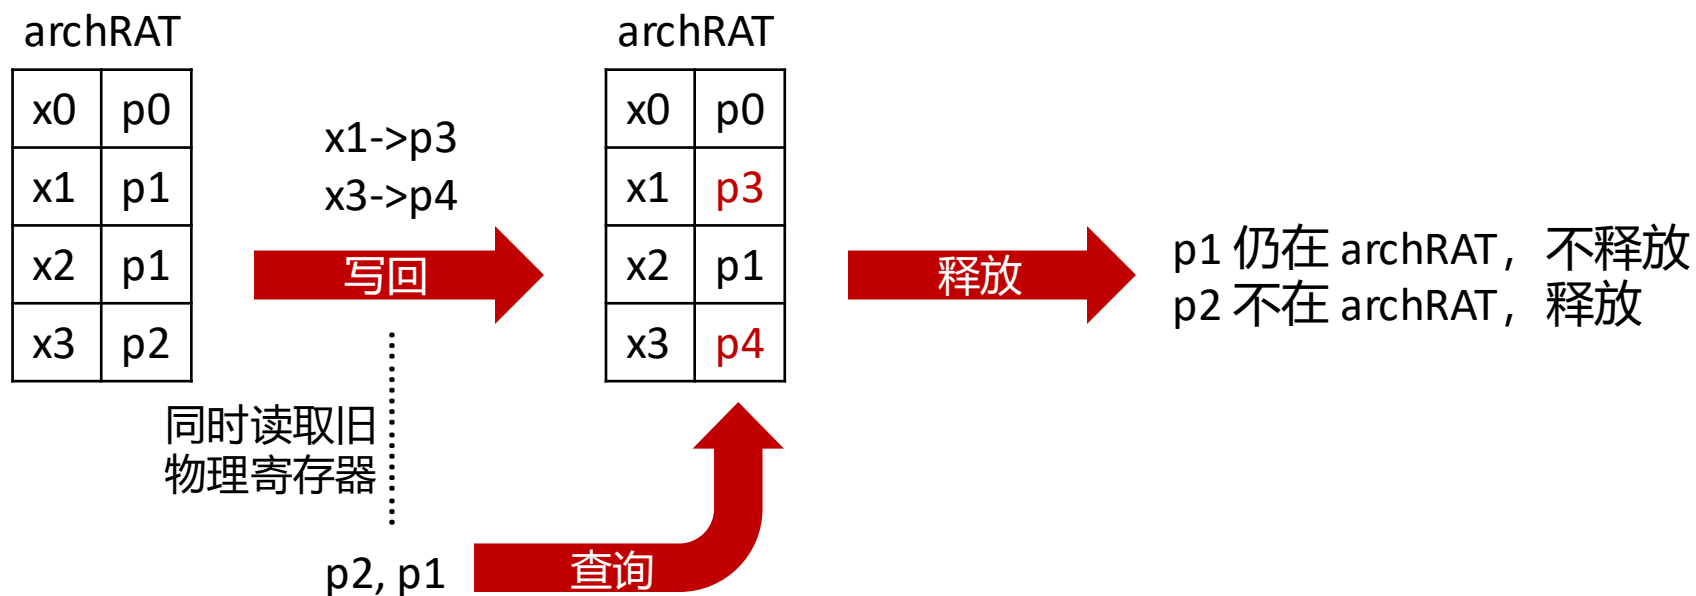 archRAT
x0 p0
x1 p1
x2 p1
x3 p2
x1->p3
x3->p4
写回
同时读取旧
物理寄存器
p2, p1
查询
archRAT
x0 p0
x1 p3
x2 p1
x3 p4
释放
p1 仍在 archRAT，不释放
p2 不在 archRAT，释放